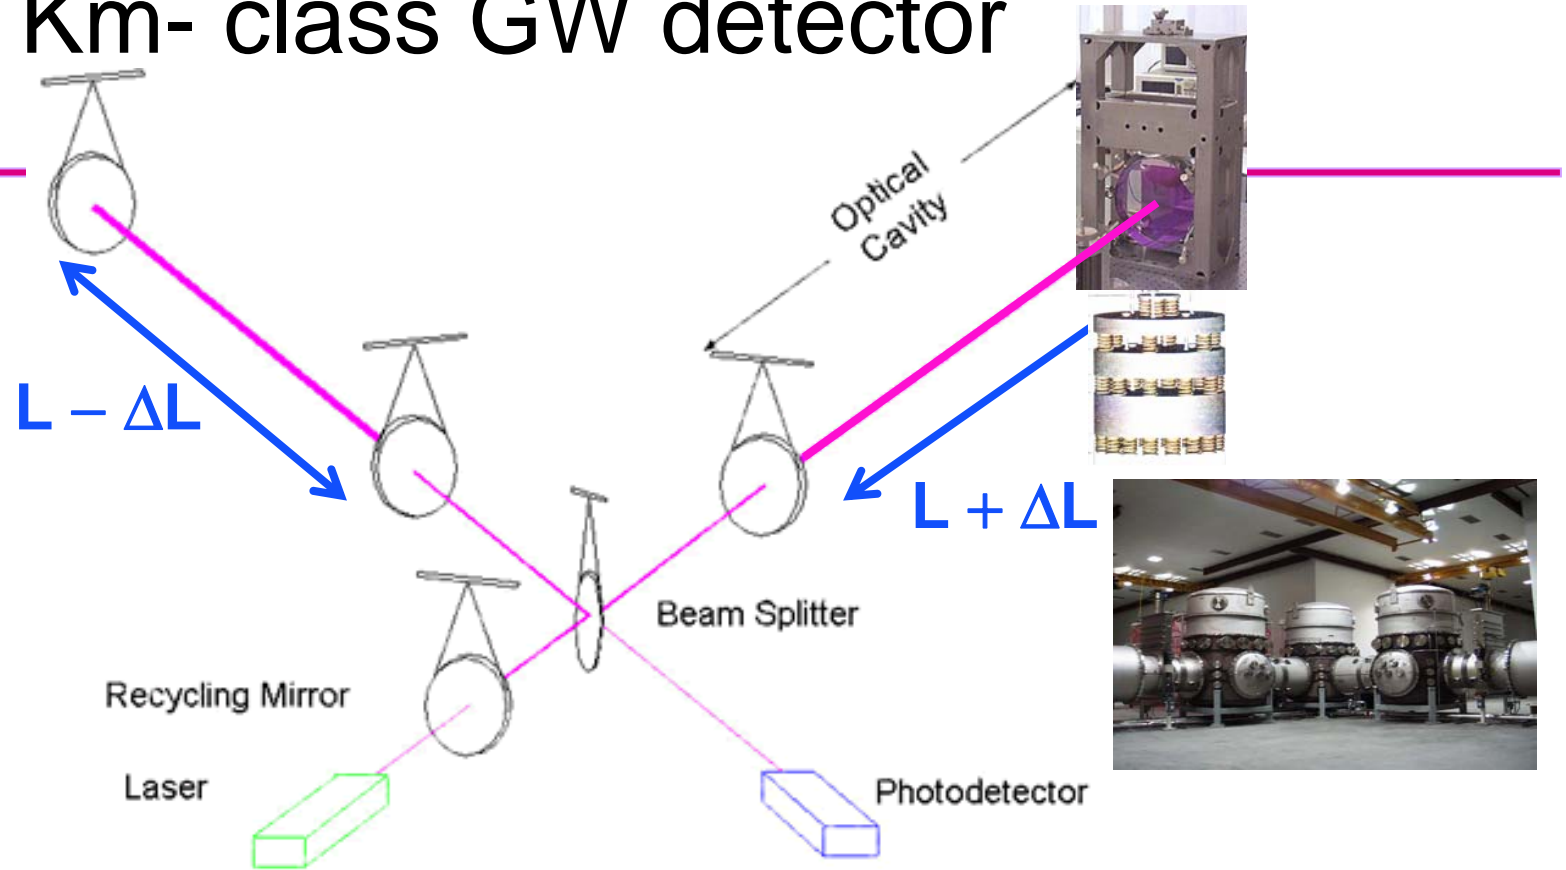 Km- class GW detector
Optical
Cavity
L – ΔL
L + ΔL
Beam Splitter
Recycling Mirror
Laser
Photodetector